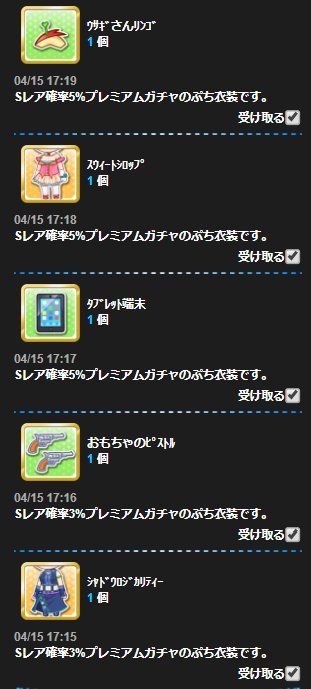 ｳｻｷﾞさんﾘﾝｺﾞ
1 個
04/15 17:19
Sレア確率5%プレミアムガチャのぷち衣装です。
受け取る
ｽｳｨｰﾄｼﾛｯﾌﾟ
1 個
04/15 17:18
Sレア確率5%プレミアムガチャのぷち衣装です。
受け取る
ﾀﾌﾞﾚｯﾄ端末
1 個
04/15 17:17
Sレア確率5%プレミアムガチャのぷち衣装です。
受け取る
おもちゃのﾋﾟｽﾄﾙ
1 個
04/15 17:16
Sレア確率3%プレミアムガチャのぷち衣装です。
受け取る
ｼｬﾄﾞｳﾛｼﾞｶﾘﾃｨｰ
1 個
04/15 17:15
Sレア確率3%プレミアムガチャのぷち衣装です。
受け取る